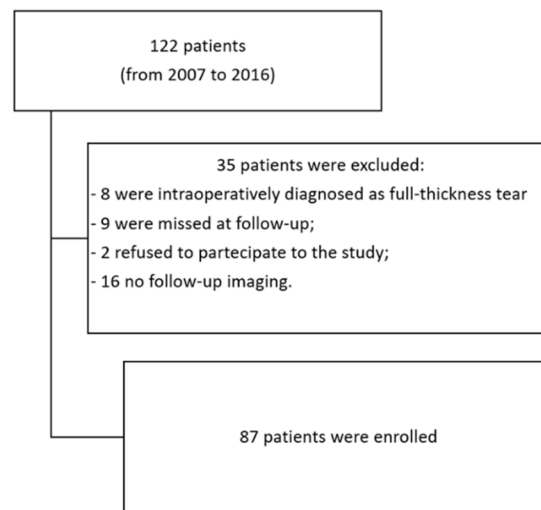 122 patients
(from 2007 to 2016)
35 patients were excluded:
- 8 were intraoperatively diagnosed as full-thickness tear
- 9 were missed at follow-up;
- 2 refused to partecipate to the study;
- 16 no follow-up imaging.
87 patients were enrolled